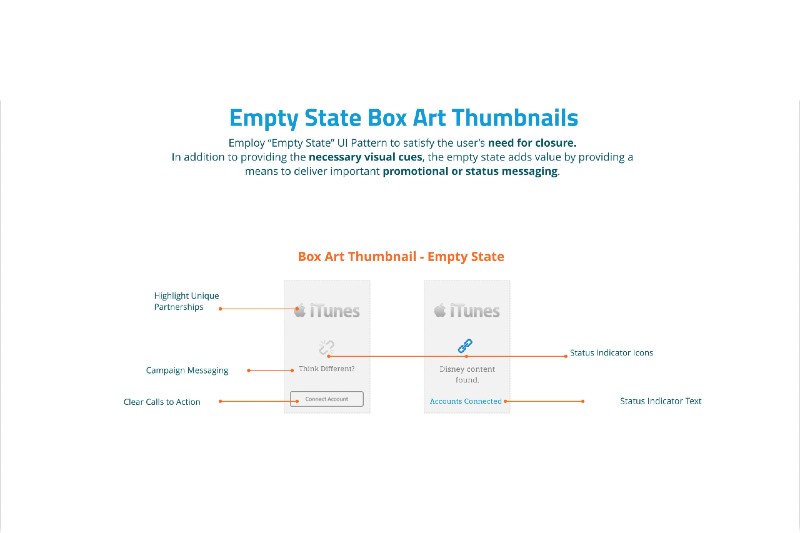 Empty State Box Art Thumbnails
Employ “Empty State” UI Pattern to satisfy the user's need for closure.
In addition to providing the necessary visual cues, the empty state adds value by providing a
means to deliver important promotional or status messaging.
Box Art Thumbnail - Empty State
Highlight Unique
Partnerships
iTunes
iTunes
Status Indicator Icons
Campaign Messaging
Think Different?
Disney content
found.
Clear Calls to Action
Connect Account
Accounts Connected
Status Indicator Text